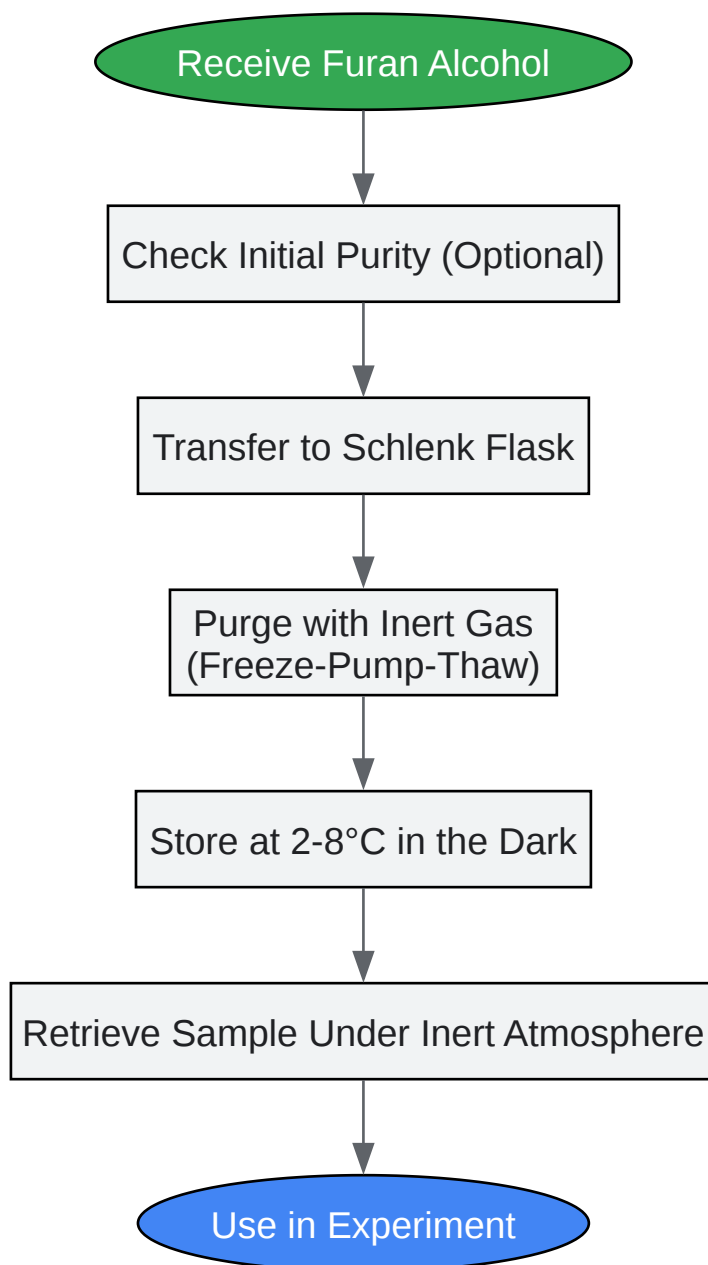 Receive Furan Alcohol
Check Initial Purity (Optional)
Transfer to Schlenk Flask
Purge with Inert Gas
(Freeze-Pump-Thaw)
Store at 2-8°C in the Dark
Retrieve Sample Under Inert Atmosphere
Use in Experiment